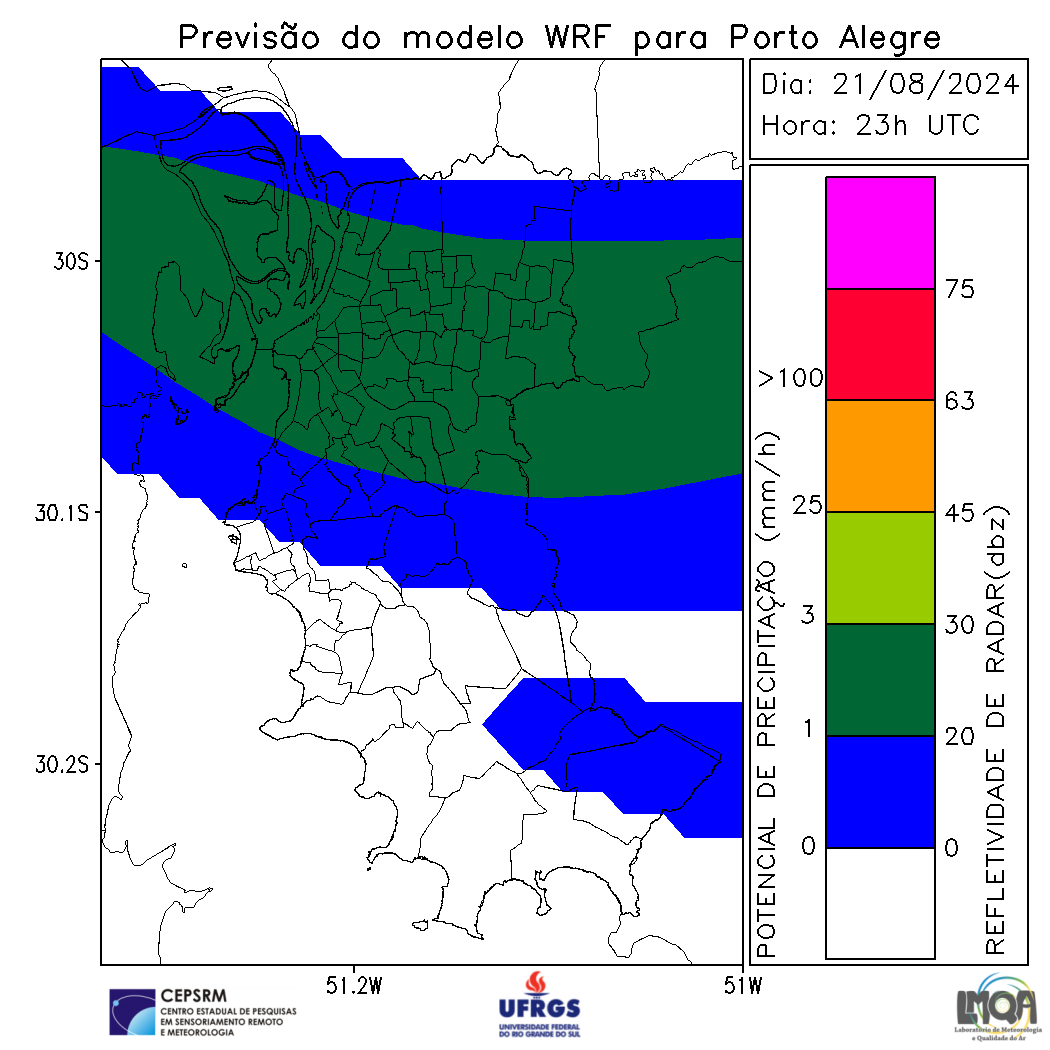 Previsão do modelo WRF para Porto Alegre
Dia: 21/08/2024
Hora: 23h UTC
30S
30.1S
30.2S
51.2W
51W
POTENCIAL DE PRECIPITAÇÃO (mm/h)
>100
25
3
1
0
75
63
45
30
20
0
REFLETIVIDADE DE RADAR(dbz)
CEPSRM
CENTRO ESTADUAL DE PESQUISAS
EM SENSORIAMENTO REMOTO
E METEOROLOGIA
UFRGS
UNIVERSIDADE FEDERAL
DO RIO GRANDE DO SUL
LMQA
Laboratório de Meteorologia
e Qualidade do Ar